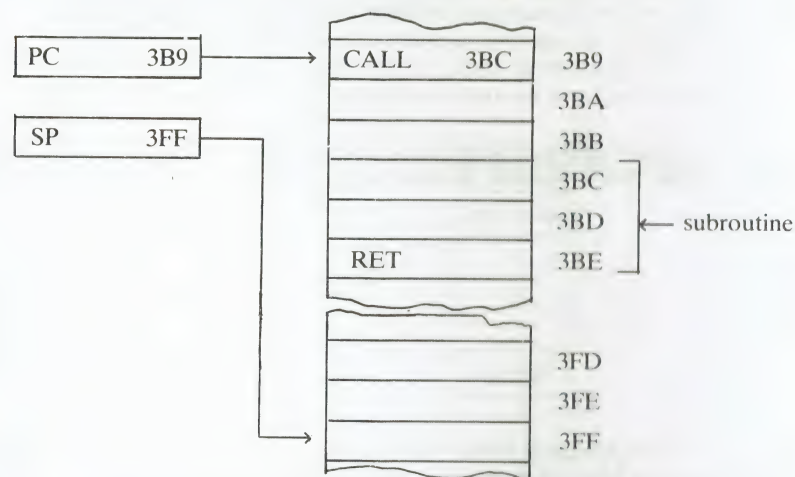 PC 3B9
CALL 3BC 3B9
3BA
SP 3FF
3BB
3BC
3BD
subroutine
RET 3BE
3FD
3FE
3FF